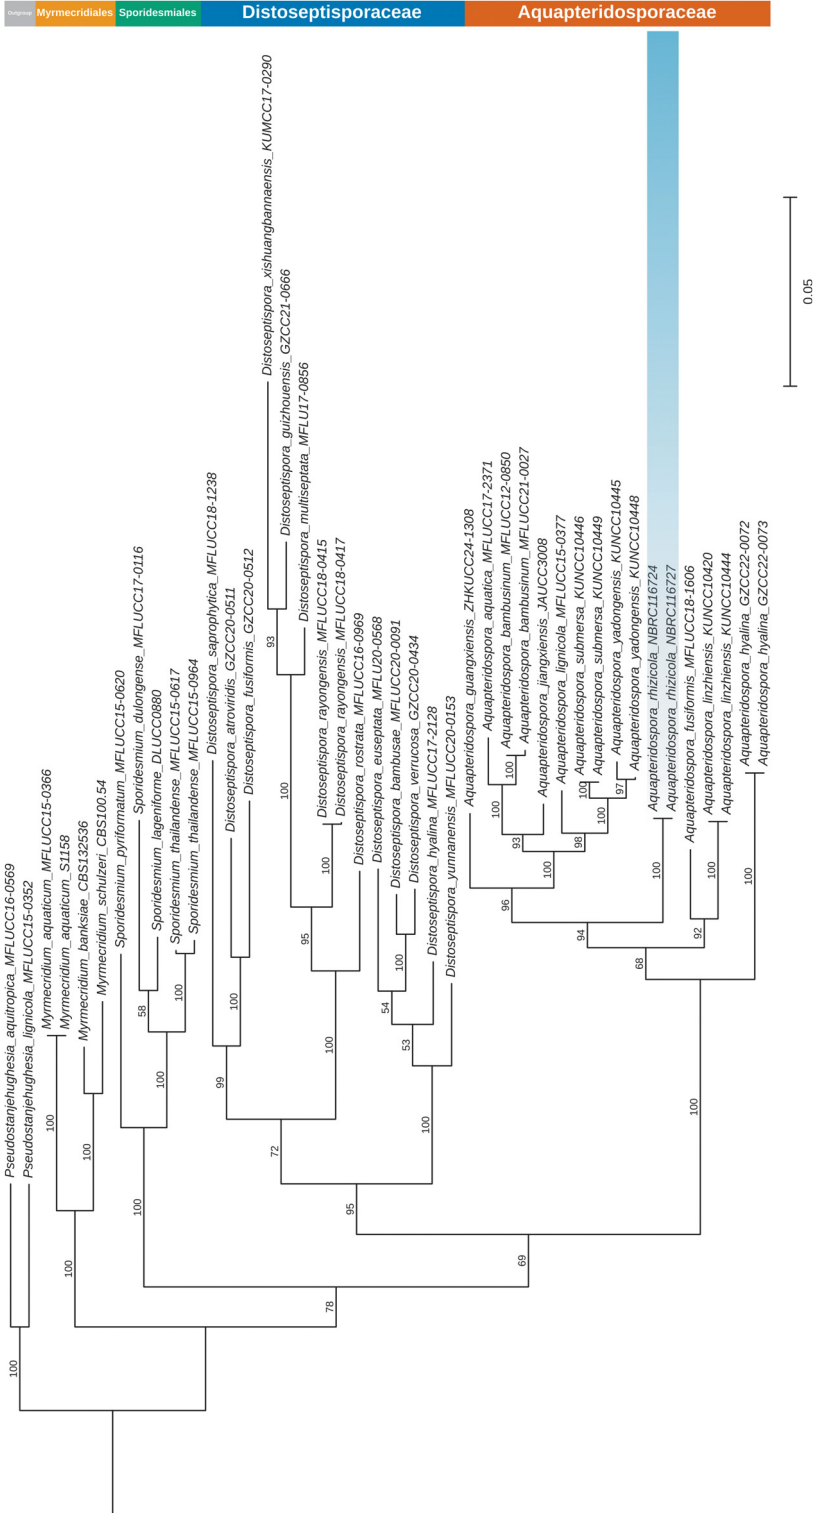 Outgroup
Myrmecridiales
Sporidesmiales
Distoseptisporaceae
Aquapteridosporaceae
Pseudostanjehughesia_aquitropica_MFLUCC16-0569
Pseudostanjehughesia_lignicola_MFLUCC15-0352
Myrmecridium_aquaticum_MFLUCC15-0366
Myrmecridium_aquaticum_S1158
Myrmecridium_banksiae_CBS132536
Myrmecridium_schulzeri_CBS100.54
Sporidesmium_pyriformatum_MFLUCC15-0620
Sporidesmium_dulongense_MFLUCC17-0116
Sporidesmium_lageniforme_DLUCC0880
Sporidesmium_thailandense_MFLUCC15-0617
Sporidesmium_thailandense_MFLUCC15-0964
Distoseptispora_saprophytica_MFLUCC18-1238
Distoseptispora_atroviridis_GZCC20-0511
Distoseptispora_fusiformis_GZCC20-0512
Distoseptispora_xishuangbannaensis_KUMCC17-0290
Distoseptispora_guizhouensis_GZCC21-0666
Distoseptispora_multiseptata_MFLU17-0856
Distoseptispora_rayongensis_MFLUCC18-0415
Distoseptispora_rayongensis_MFLUCC18-0417
Distoseptispora_rostrata_MFLUCC16-0969
Distoseptispora_euseptata_MFLU20-0568
Distoseptispora_bambusae_MFLUCC20-0091
Distoseptispora_verrucosa_GZCC20-0434
Distoseptispora_hyalina_MFLUCC17-2128
Distoseptispora_yunnanensis_MFLUCC20-0153
Aquapteridospora_guangxiensis_ZHKUCC24-1308
Aquapteridospora_aquatica_MFLUCC17-2371
Aquapteridospora_bambusinum_MFLUCC12-0850
Aquapteridospora_bambusinum_MFLUCC21-0027
Aquapteridospora_jiangxiensis_JAUCC3008
Aquapteridospora_lignicola_MFLUCC15-0377
Aquapteridospora_submersa_KUNCC10446
Aquapteridospora_submersa_KUNCC10449
Aquapteridospora_yadongensis_KUNCC10445
Aquapteridospora_yadongensis_KUNCC10448
Aquapteridospora_rhizicola_NBRC116724
Aquapteridospora_rhizicola_NBRC116727
Aquapteridospora_fusiformis_MFLUCC18-1606
Aquapteridospora_linzhiensis_KUNCC10420
Aquapteridospora_linzhiensis_KUNCC10444
Aquapteridospora_hyalina_GZCC22-0072
Aquapteridospora_hyalina_GZCC22-0073
100
100
100
100
100
58
100
100
78
99
100
72
93
100
95
100
100
95
54
100
53
100
69
96
100
100
93
100
98
100
100
97
94
100
68
92
100
100
100
0.05